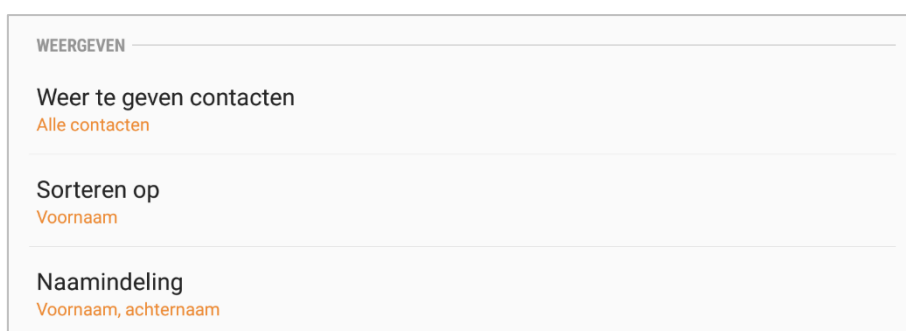 WEERGEVEN
Weer te geven contacten
Alle contacten
Sorteren op
Voornaam
Naamindeling
Voornaam, achternaam